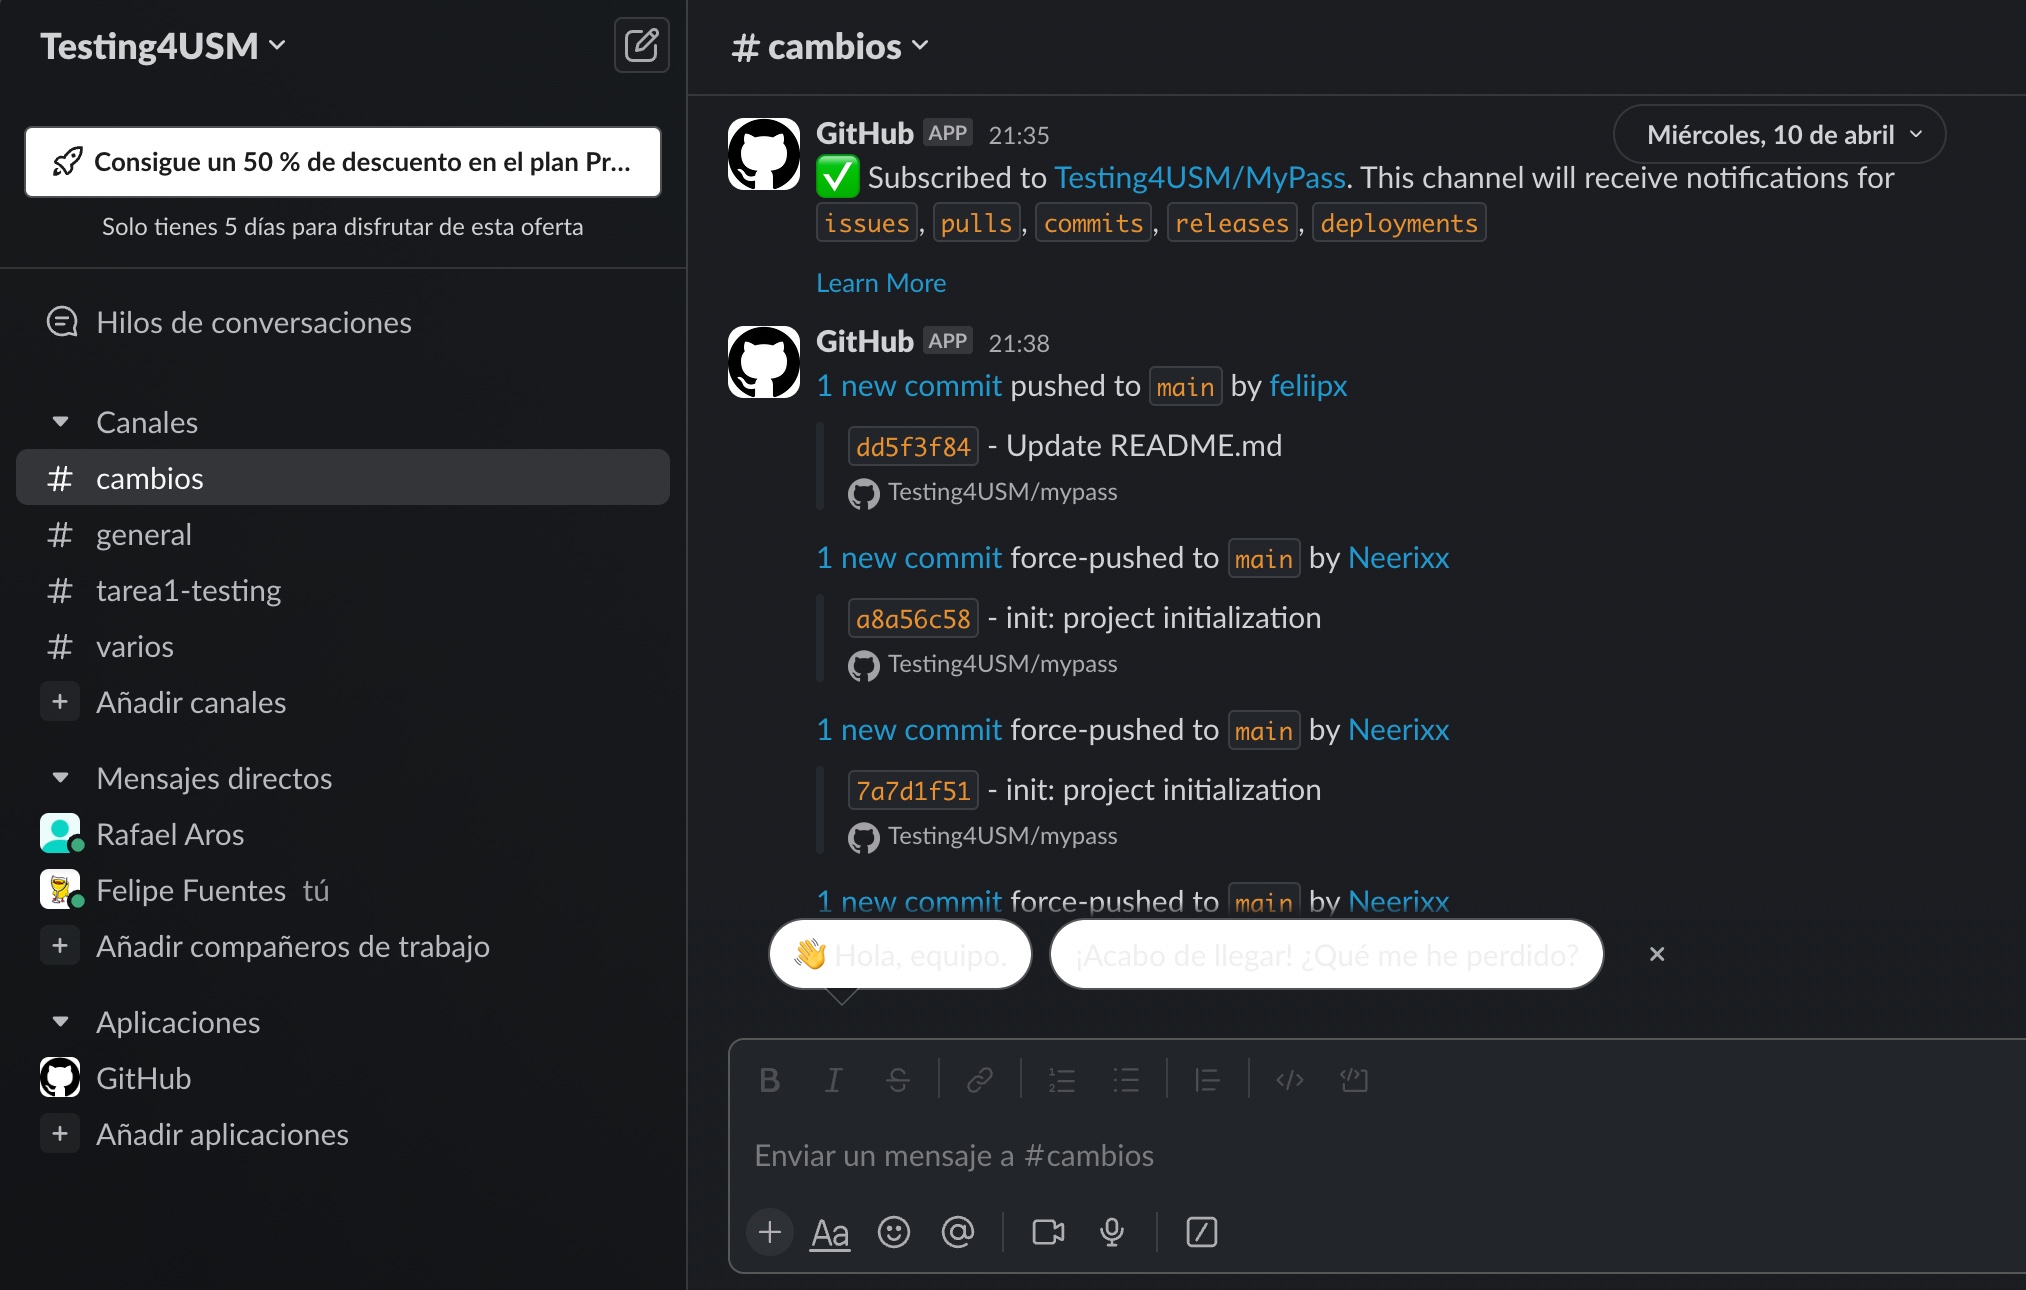 Testing4USM
Consigue un 50 % de descuento en el plan Pr...
Solo tienes 5 días para disfrutar de esta oferta
Hilos de conversaciones
Canales
# cambios
# general
# tarea1-testing
# varios
+ Añadir canales
Mensajes directos
Rafael Aros
Felipe Fuentes tú
+ Añadir compañeros de trabajo
Aplicaciones
GitHub
+ Añadir aplicaciones
# cambios
Miércoles, 10 de abril
GitHub APP 21:35
✅ Subscribed to Testing4USM/MyPass. This channel will receive notifications for
issues, pulls, commits, releases, deployments
Learn More
GitHub APP 21:38
1 new commit pushed to main by feliipx
dd5f3f84 - Update README.md
Testing4USM/mypass
1 new commit force-pushed to main by Neerixx
a8a56c58 - init: project initialization
Testing4USM/mypass
1 new commit force-pushed to main by Neerixx
7a7d1f51 - init: project initialization
Testing4USM/mypass
1 new commit force-pushed to main by Neerixx
👋 Hola, equipo. ¡Acabo de llegar! ¿Qué me he perdido?
Enviar un mensaje a #cambios
Aa